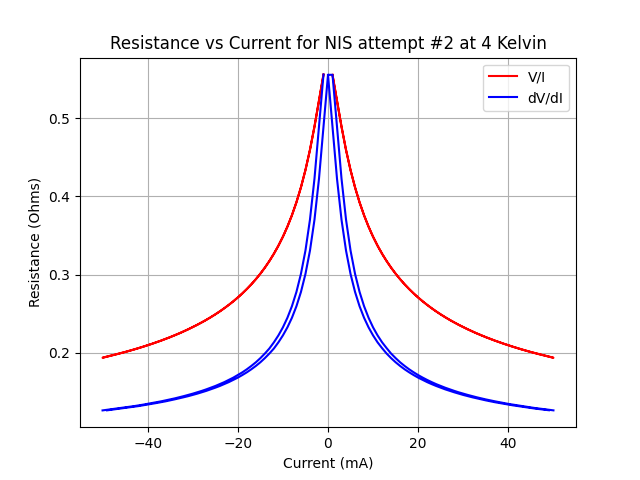 Resistance vs Current for NIS attempt #2 at 4 Kelvin
V/I
dV/dI
0.5
0.4
0.3
0.2
Resistance (Ohms)
−40 −20 0 20 40
Current (mA)